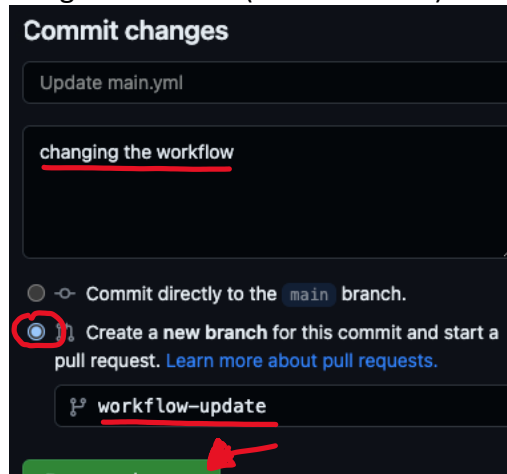 Commit changes
Update main.yml
changing the workflow
Commit directly to the main branch.
Create a new branch for this commit and start a
pull request. Learn more about pull requests.
workflow-update